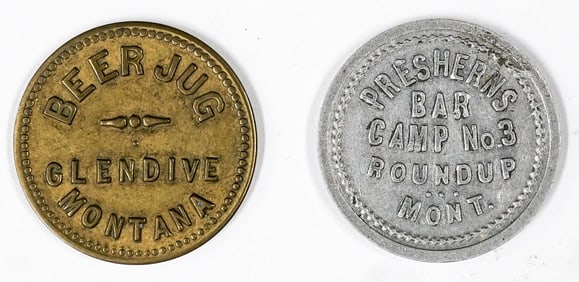 BEER JUG
GLENDIVE
MONTANA
PRESHERNS
BAR
CAMP No.3
ROUNDUP
MONT.